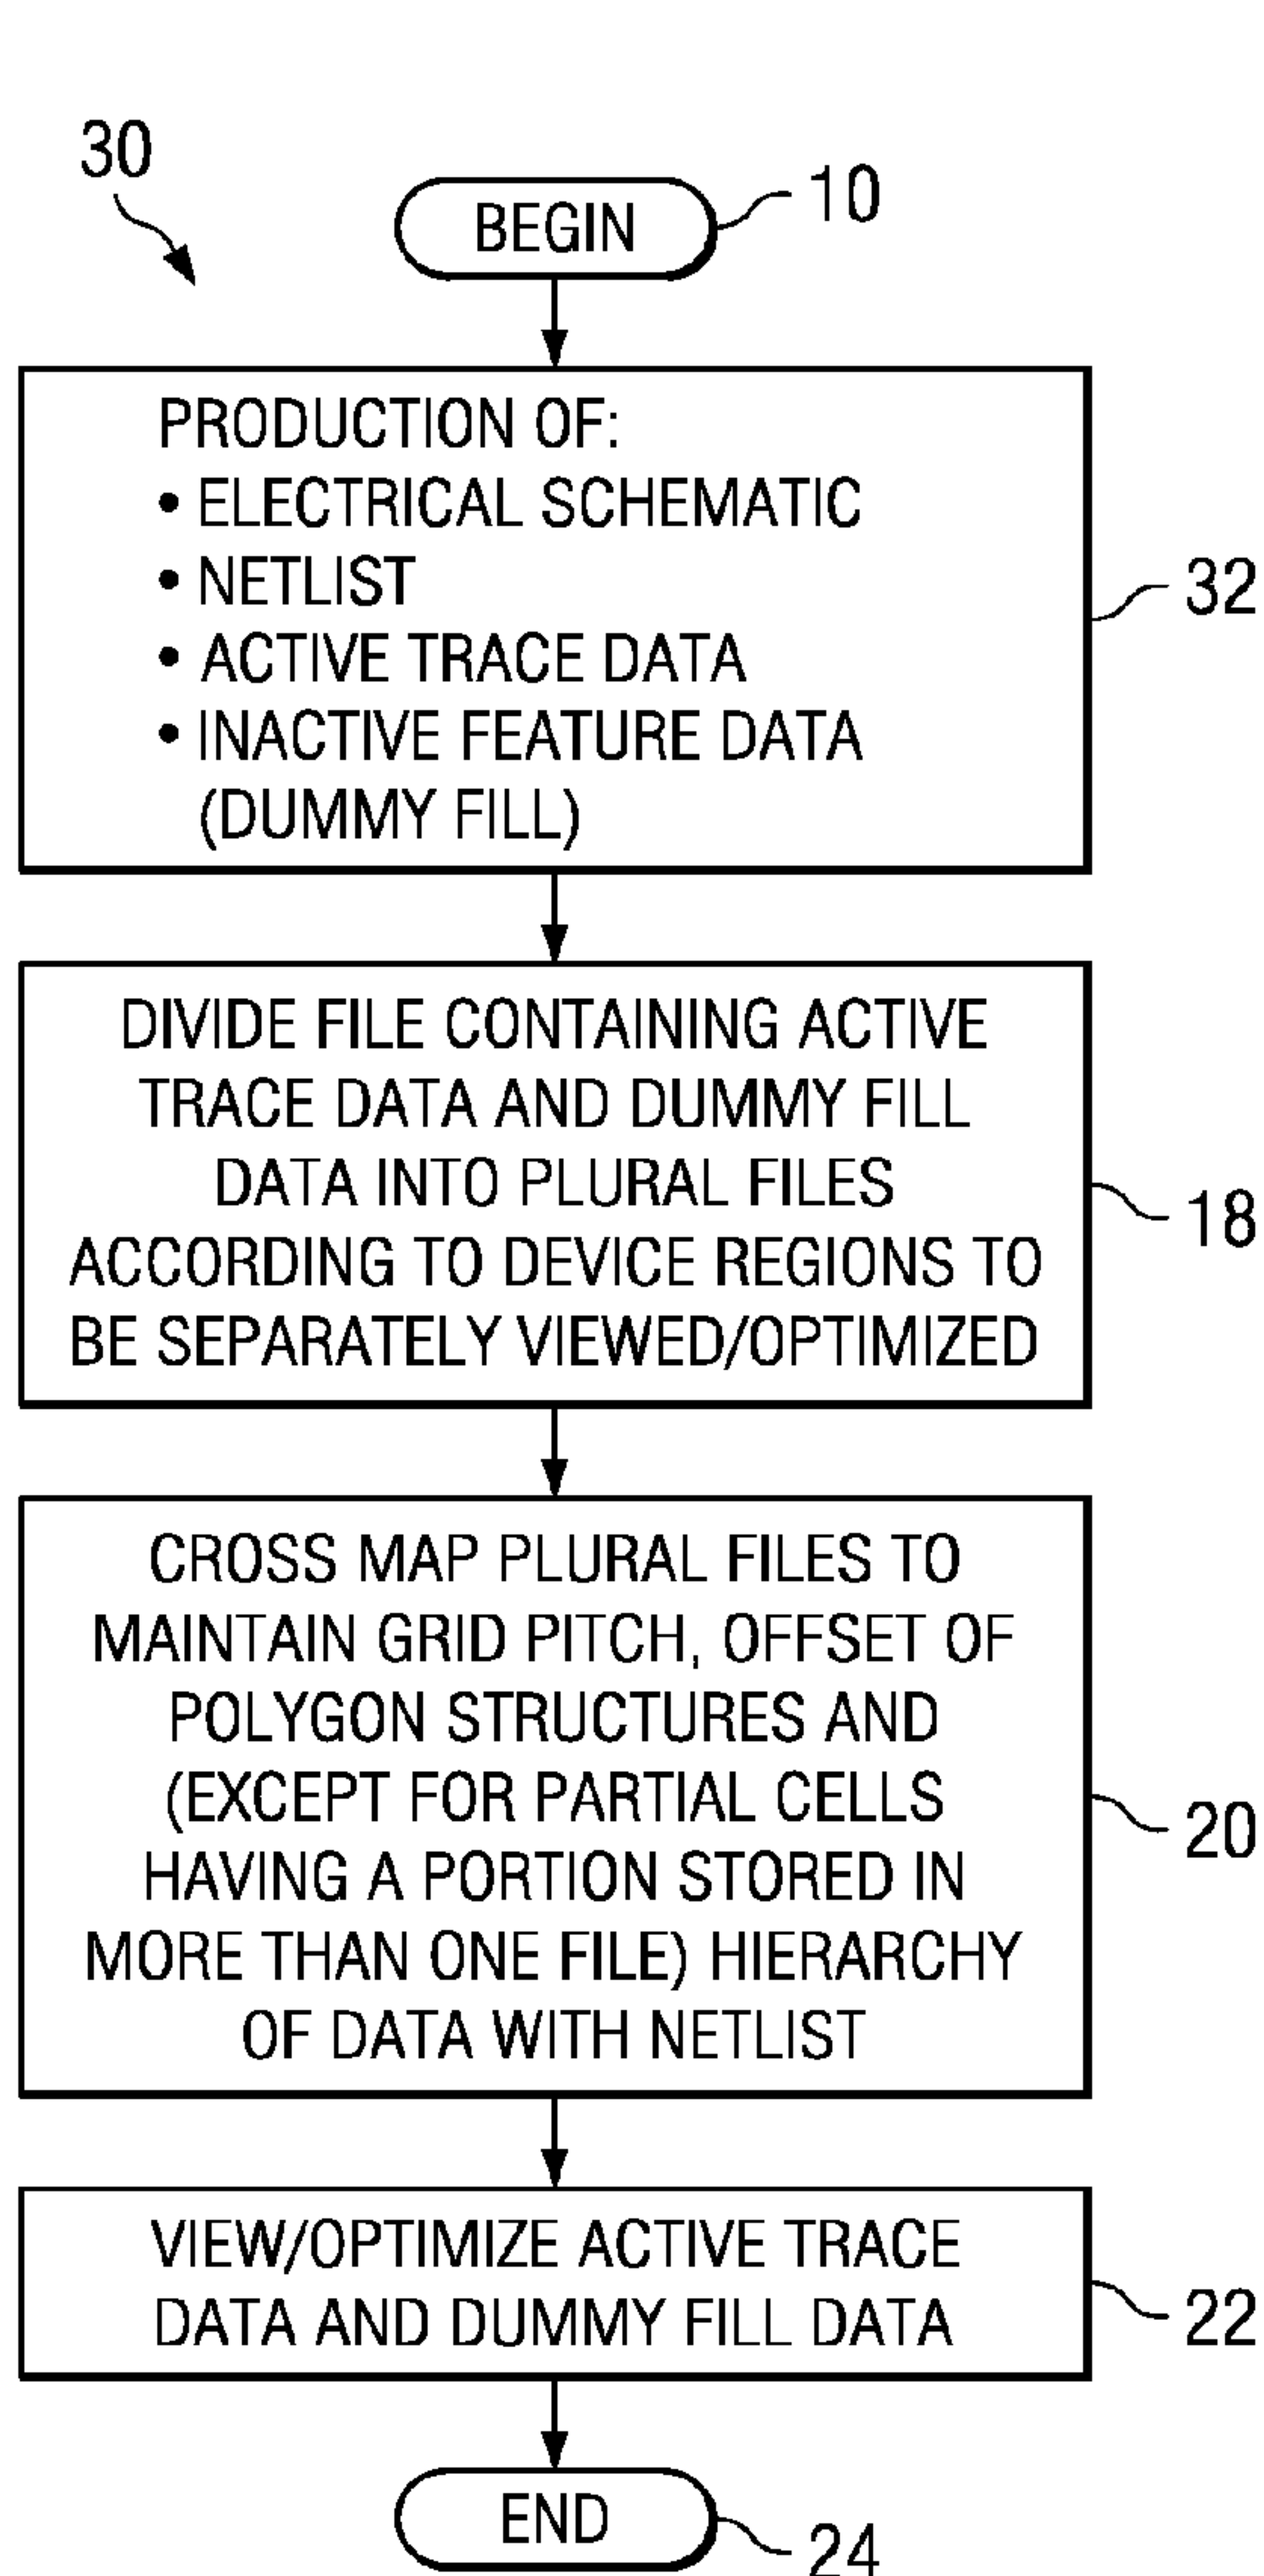 30
BEGIN
10
PRODUCTION OF:
• ELECTRICAL SCHEMATIC
• NETLIST
• ACTIVE TRACE DATA
• INACTIVE FEATURE DATA
(DUMMY FILL)
32
DIVIDE FILE CONTAINING ACTIVE
TRACE DATA AND DUMMY FILL
DATA INTO PLURAL FILES
ACCORDING TO DEVICE REGIONS TO
BE SEPARATELY VIEWED/OPTIMIZED
18
CROSS MAP PLURAL FILES TO
MAINTAIN GRID PITCH, OFFSET OF
POLYGON STRUCTURES AND
(EXCEPT FOR PARTIAL CELLS
HAVING A PORTION STORED IN
MORE THAN ONE FILE) HIERARCHY
OF DATA WITH NETLIST
20
VIEW/OPTIMIZE ACTIVE TRACE
DATA AND DUMMY FILL DATA
22
END
24